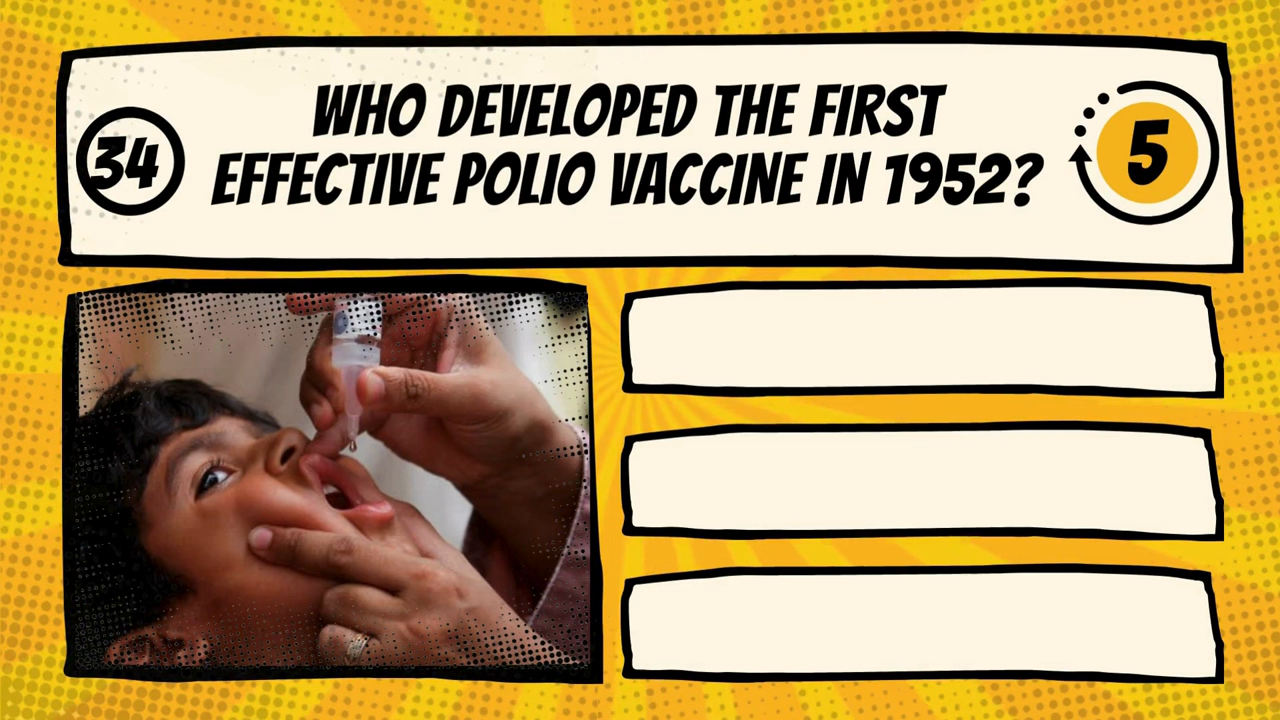 34
WHO DEVELOPED THE FIRST
EFFECTIVE POLIO VACCINE IN 1952?
5